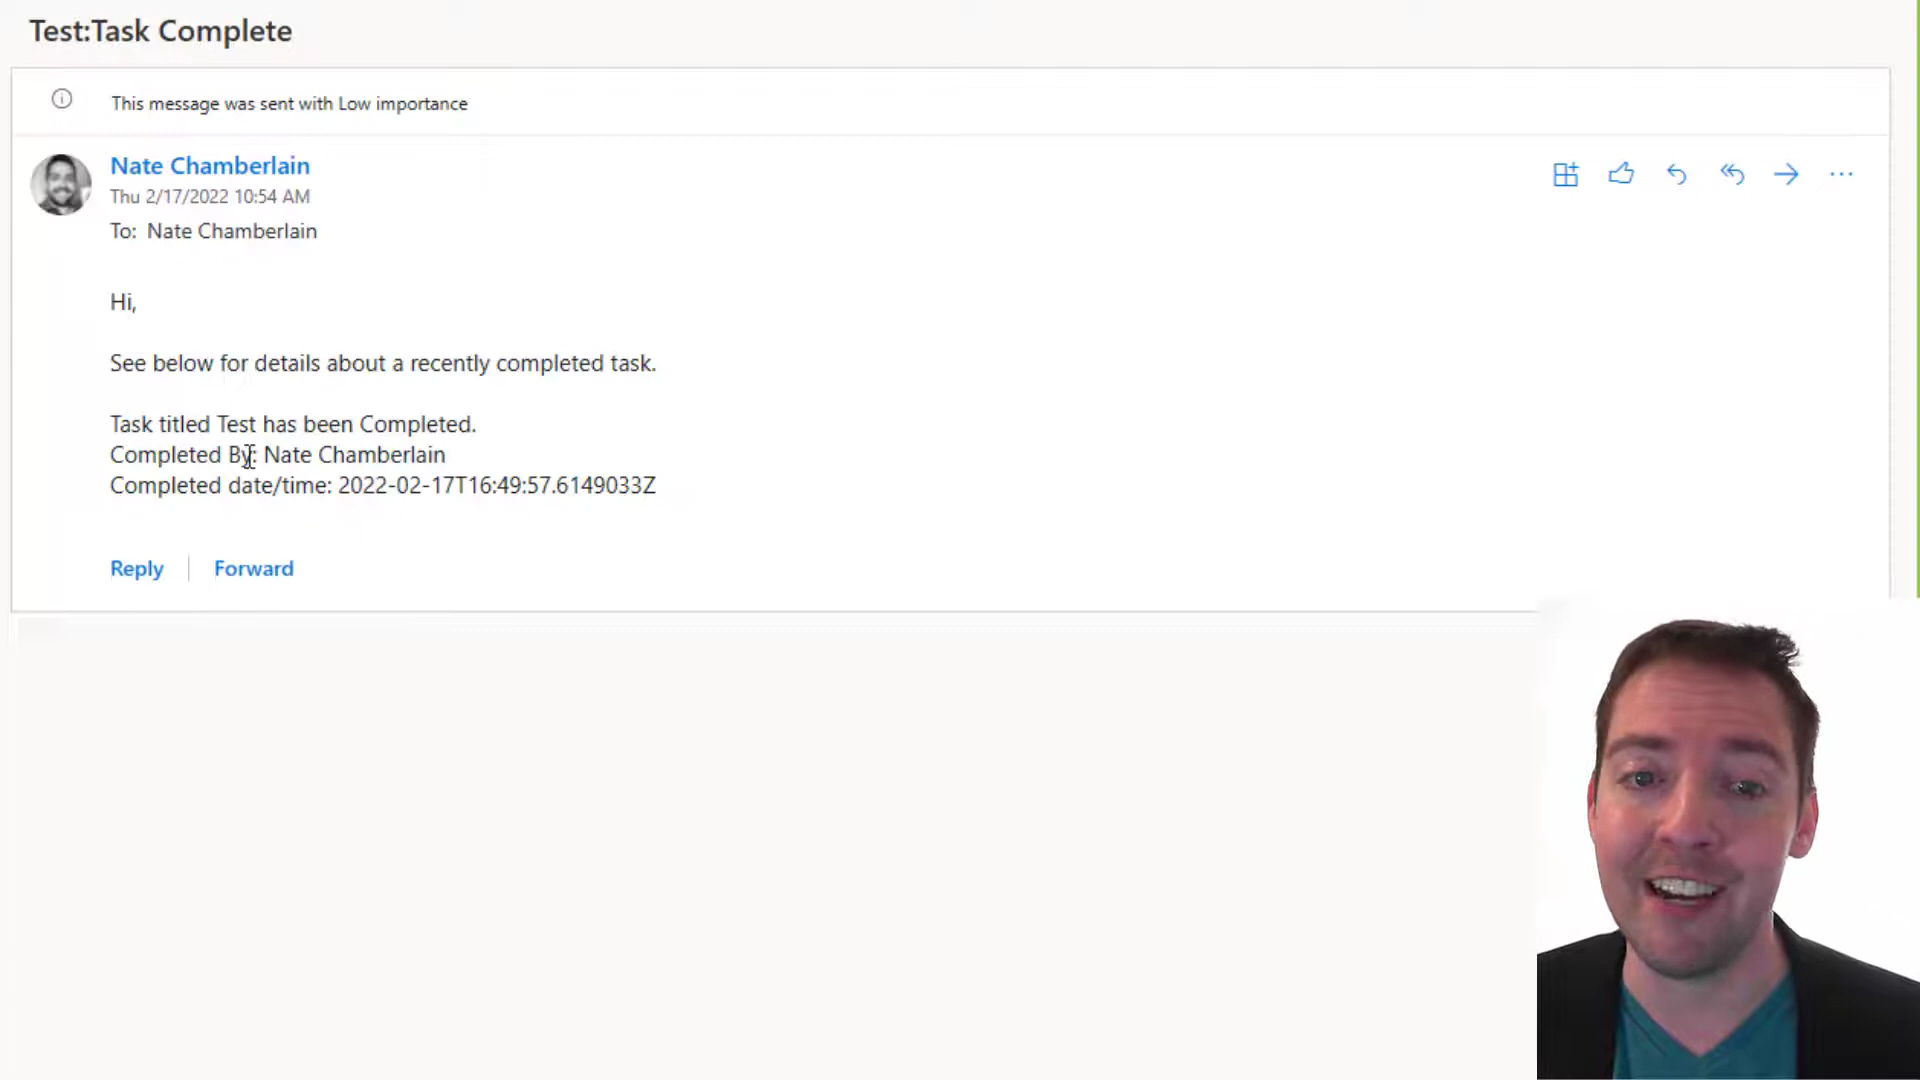 Test:Task Complete
This message was sent with Low importance
Nate Chamberlain
Thu 2/17/2022 10:54 AM
To: Nate Chamberlain
Hi,
See below for details about a recently completed task.
Task titled Test has been Completed.
Completed By: Nate Chamberlain
Completed date/time: 2022-02-17T16:49:57.6149033Z
Reply
Forward